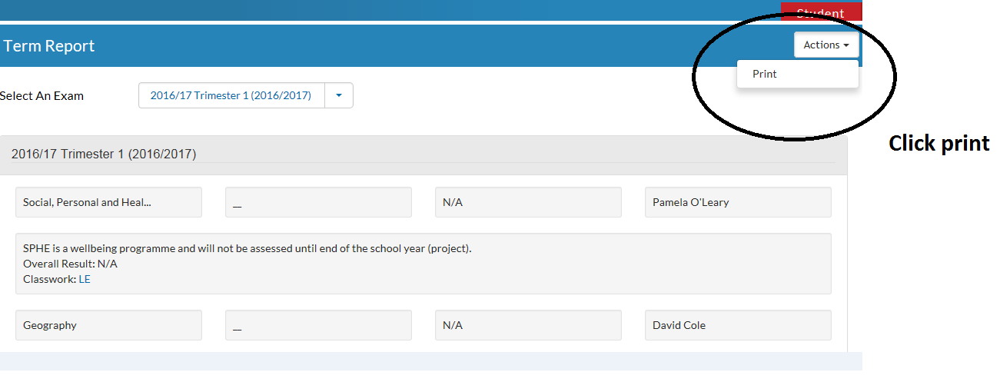 Student
Term Report
Actions
Print
Select An Exam
2016/17 Trimester 1 (2016/2017)
Click print
2016/17 Trimester 1 (2016/2017)
Social, Personal and Heal...
__
N/A
Pamela O'Leary
SPHE is a wellbeing programme and will not be assessed until end of the school year (project).
Overall Result: N/A
Classwork: LE
Geography
__
N/A
David Cole